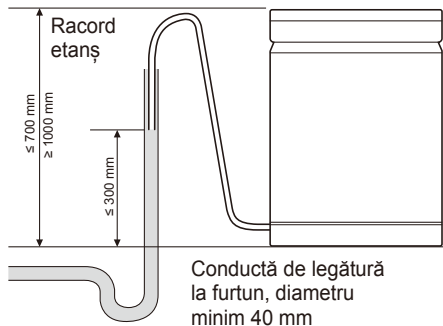 Racord
etanș
≤ 700 mm
≥ 1000 mm
≤ 300 mm
Conductă de legătură
la furtun, diametru
minim 40 mm